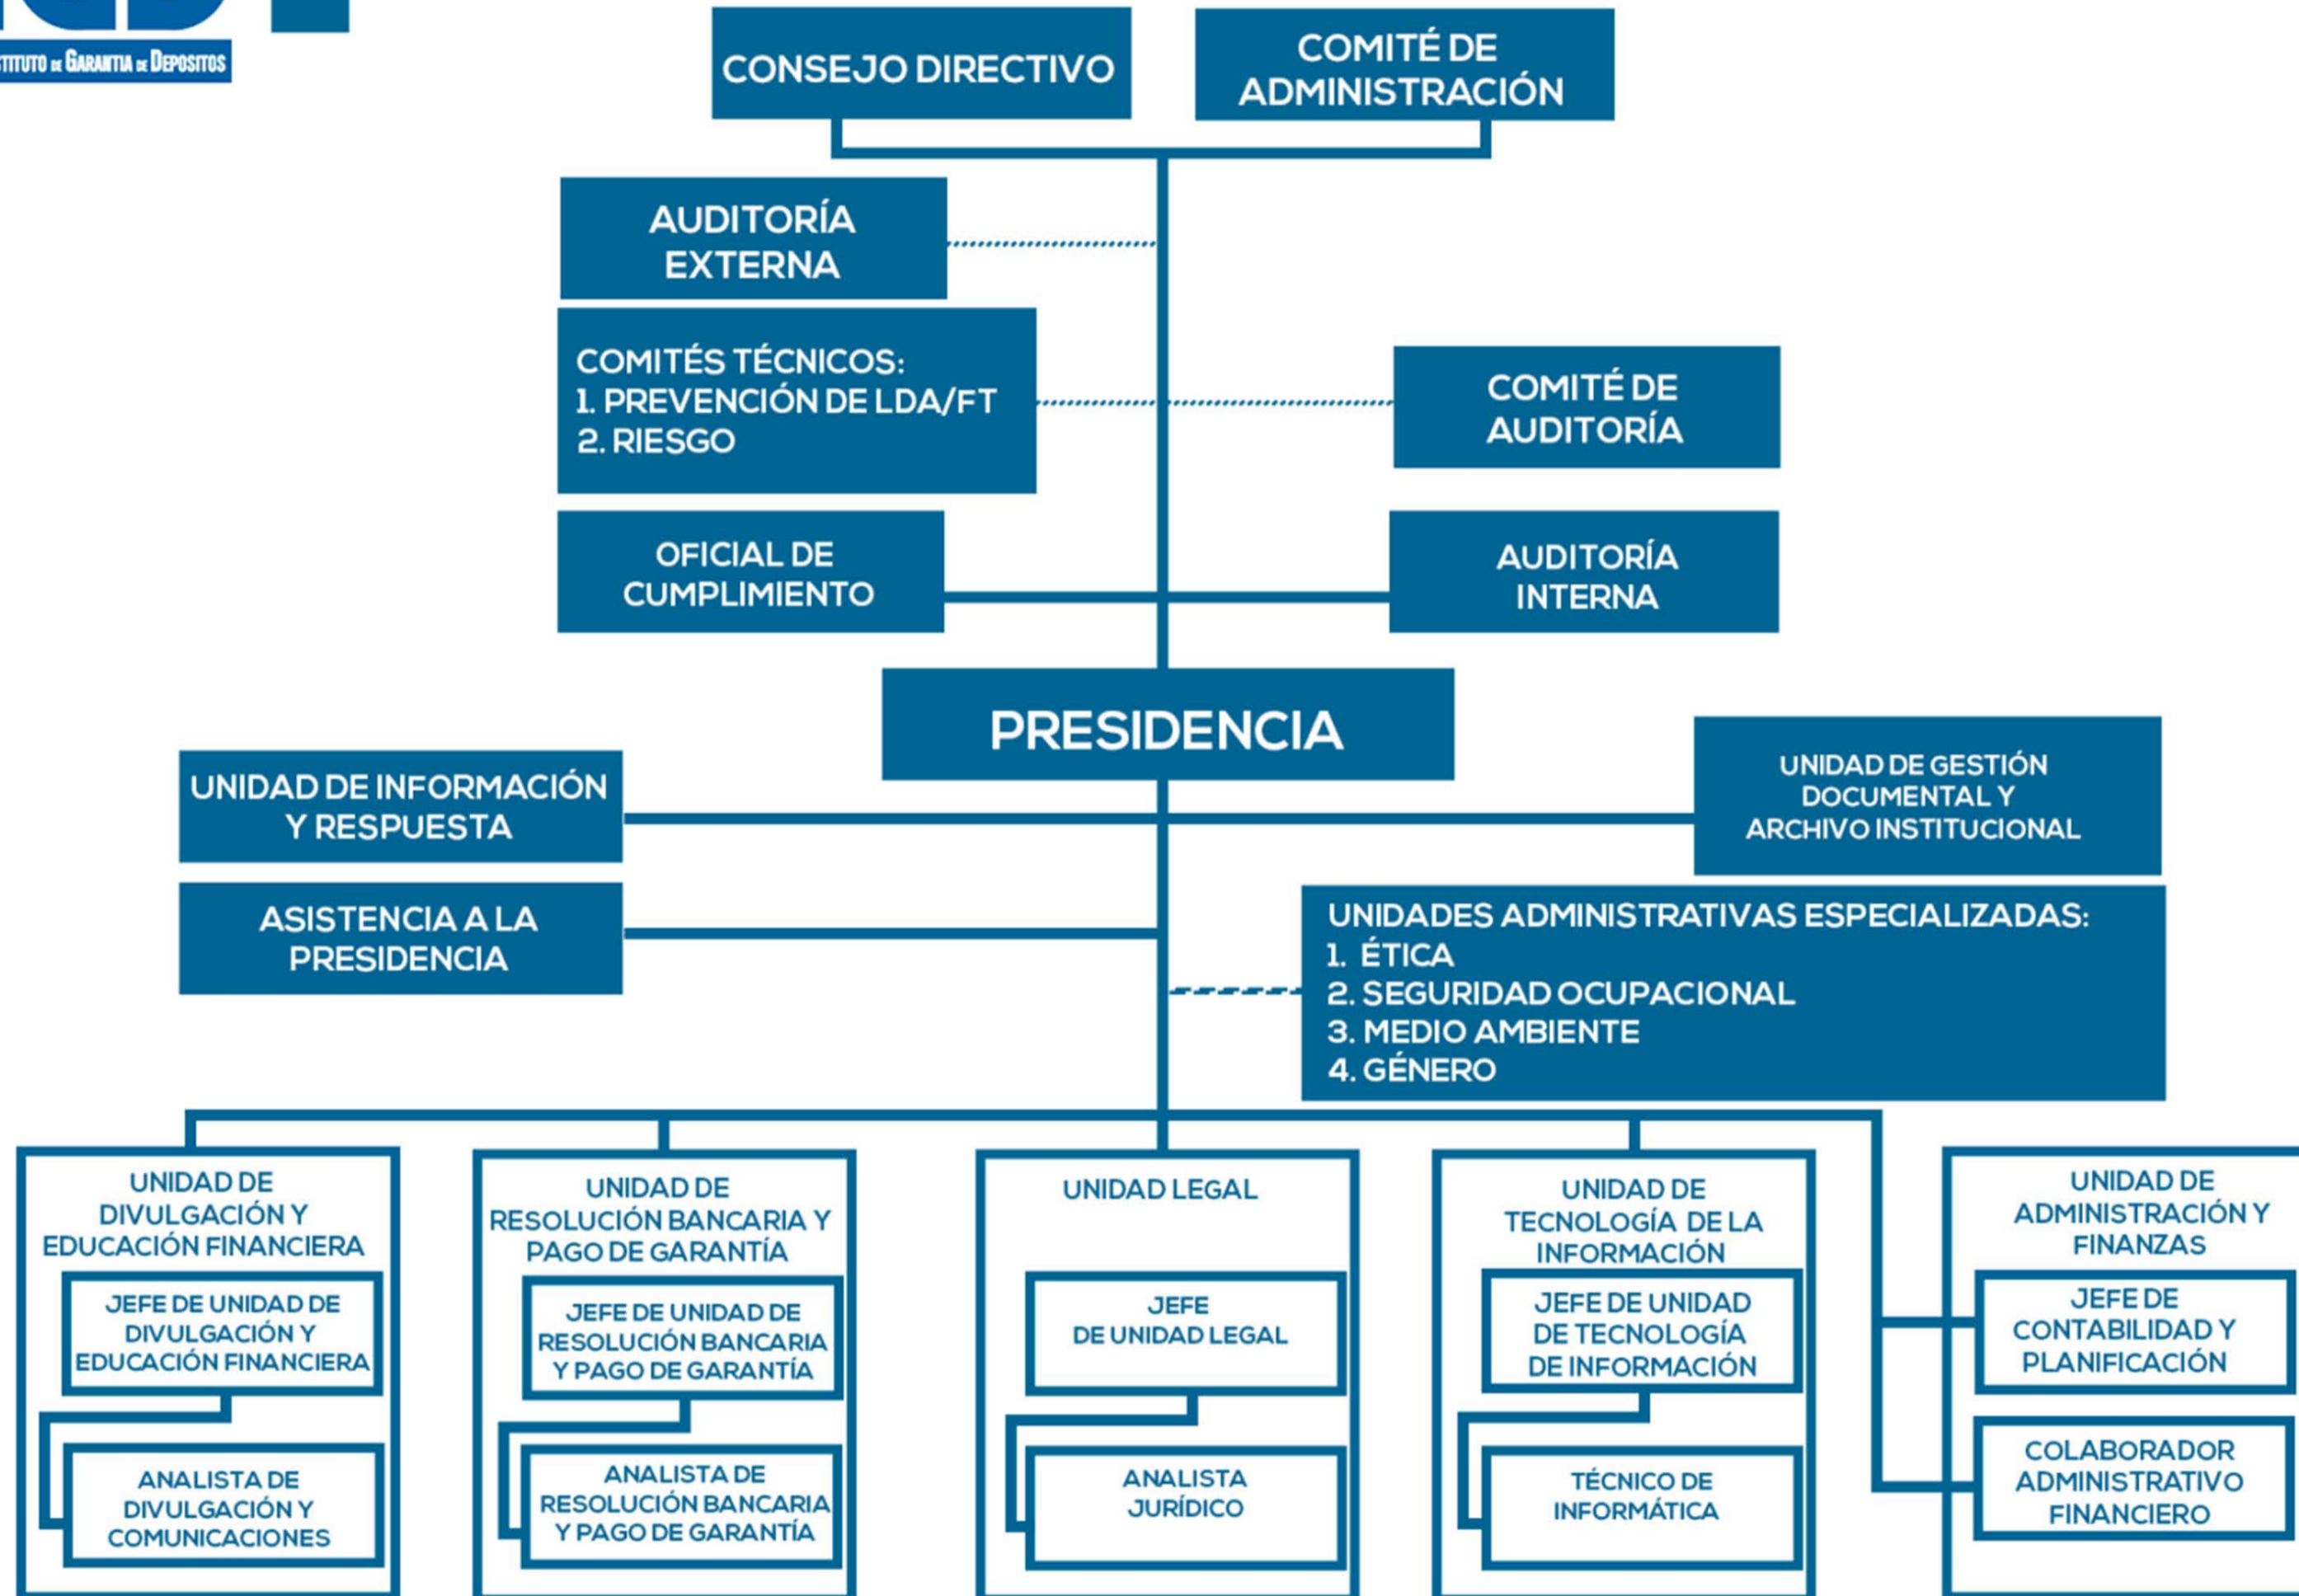 GARANTIA DE DEPOSITOS
CONSEJO DIRECTIVO
COMITÉ DE
ADMINISTRACIÓN
AUDITORÍA
EXTERNA
COMITÉS TÉCNICOS:
1. PREVENCIÓN DE LDA/FT
2. RIESGO
COMITÉ DE
AUDITORÍA
OFICIAL DE
CUMPLIMIENTO
AUDITORÍA
INTERNA
PRESIDENCIA
UNIDAD DE INFORMACIÓN
Y RESPUESTA
UNIDAD DE GESTIÓN
DOCUMENTAL Y
ARCHIVO INSTITUCIONAL
ASISTENCIA A LA
PRESIDENCIA
UNIDADES ADMINISTRATIVAS ESPECIALIZADAS:
1. ÉTICA
2. SEGURIDAD OCUPACIONAL
3. MEDIO AMBIENTE
4. GÉNERO
UNIDAD DE
DIVULGACIÓN Y
EDUCACIÓN FINANCIERA
JEFE DE UNIDAD DE
DIVULGACIÓN Y
EDUCACIÓN FINANCIERA
ANALISTA DE
DIVULGACIÓN Y
COMUNICACIONES
UNIDAD DE
RESOLUCIÓN BANCARIA Y
PAGO DE GARANTÍA
JEFE DE UNIDAD DE
RESOLUCIÓN BANCARIA
Y PAGO DE GARANTÍA
ANALISTA DE
RESOLUCIÓN BANCARIA
Y PAGO DE GARANTÍA
UNIDAD LEGAL
JEFE
DE UNIDAD LEGAL
ANALISTA
JURÍDICO
UNIDAD DE
TECNOLOGÍA DE LA
INFORMACIÓN
JEFE DE UNIDAD
DE TECNOLOGÍA
DE INFORMACIÓN
TÉCNICO DE
INFORMÁTICA
UNIDAD DE
ADMINISTRACIÓN Y
FINANZAS
JEFE DE
CONTABILIDAD Y
PLANIFICACIÓN
COLABORADOR
ADMINISTRATIVO
FINANCIERO